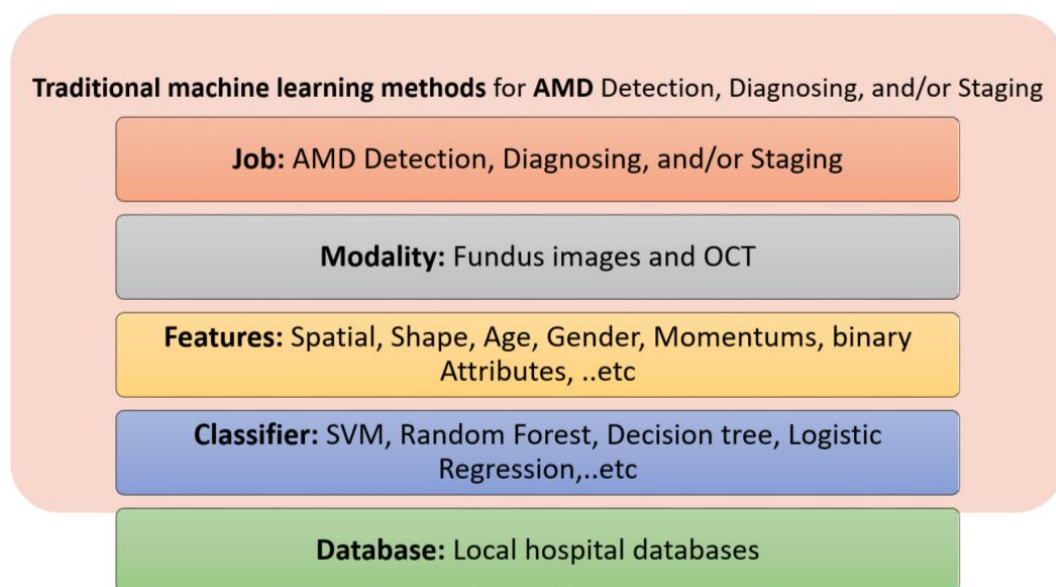 Traditional machine learning methods for AMD Detection, Diagnosing, and/or Staging
Job: AMD Detection, Diagnosing, and/or Staging
Modality: Fundus images and OCT
Features: Spatial, Shape, Age, Gender, Momentums, binary
Attributes, ..etc
Classifier: SVM, Random Forest, Decision tree, Logistic
Regression,..etc
Database: Local hospital databases